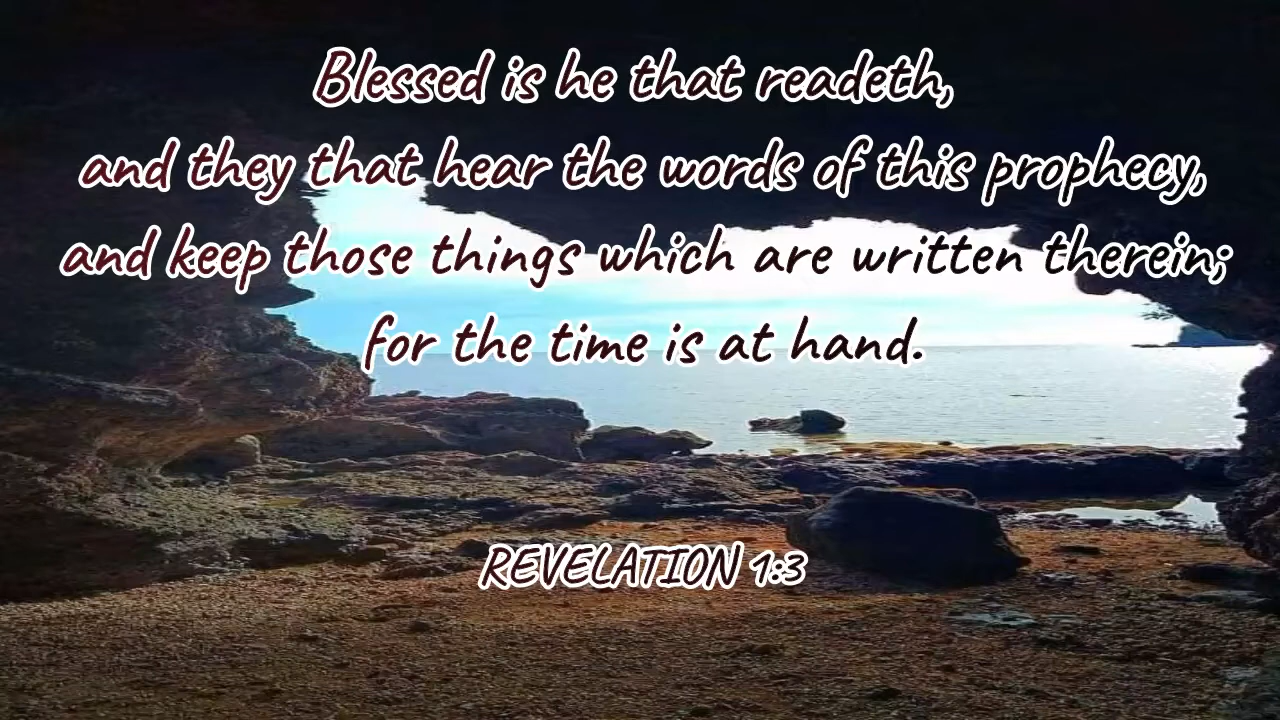 Blessed is he that readeth,
and they that hear the words of this prophecy,
and keep those things which are written therein;
for the time is at hand.
REVELATION 1:3